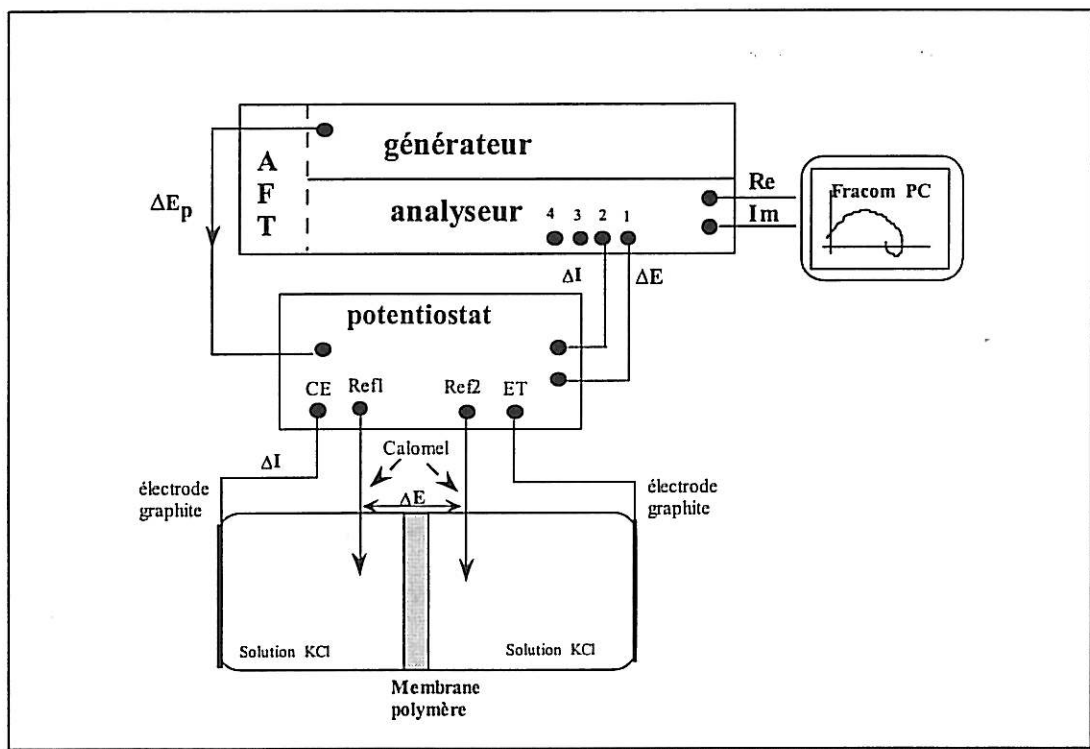 générateur
A
F
T
analyseur
4 3 2 1
Re
Im
Fracom PC
ΔEp
ΔI
ΔE
potentiostat
CE Ref1 Ref2 ET
Calomel
ΔI
ΔE
électrode
graphite
électrode
graphite
Solution KCl
Solution KCl
Membrane
polymère